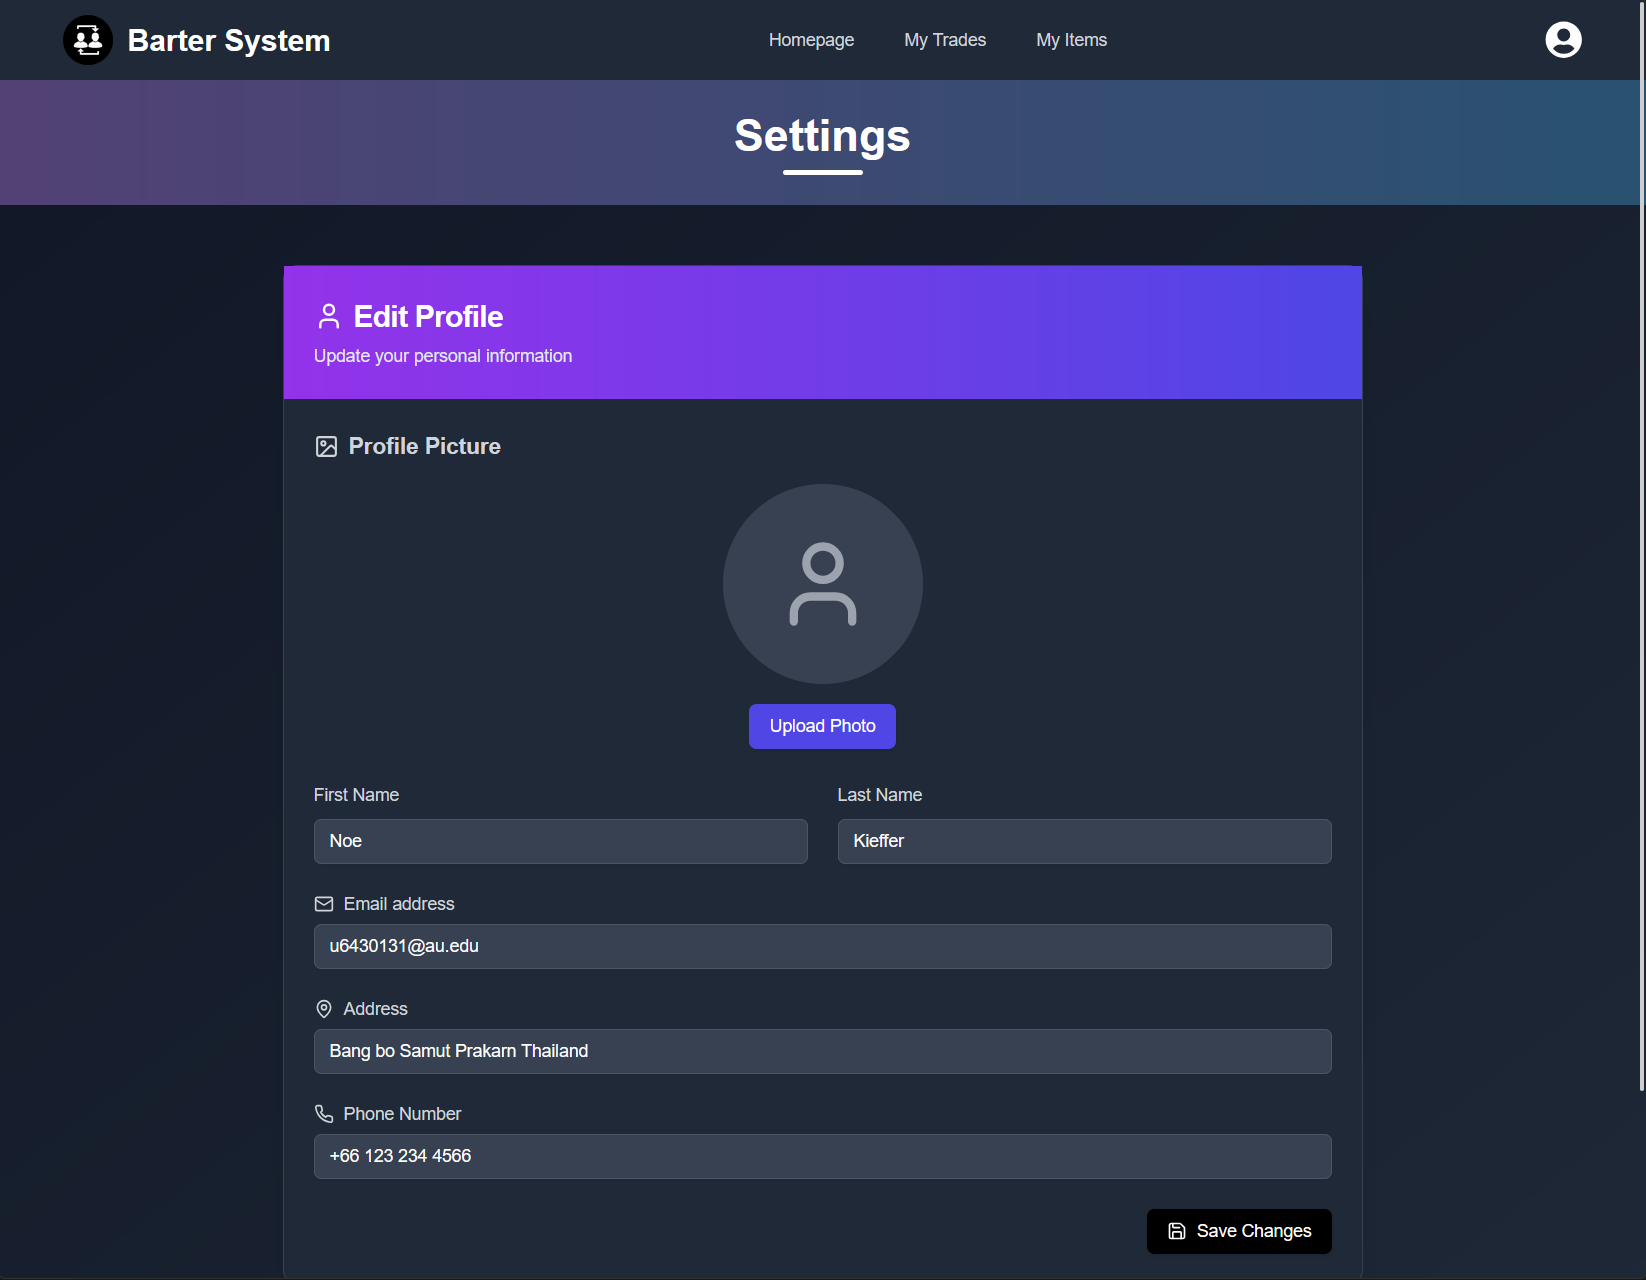 Barter System
Homepage
My Trades
My Items
Settings
Edit Profile
Update your personal information
Profile Picture
Upload Photo
First Name
Last Name
Noe
Kieffer
Email address
u6430131@au.edu
Address
Bang bo Samut Prakarn Thailand
Phone Number
+66 123 234 4566
Save Changes